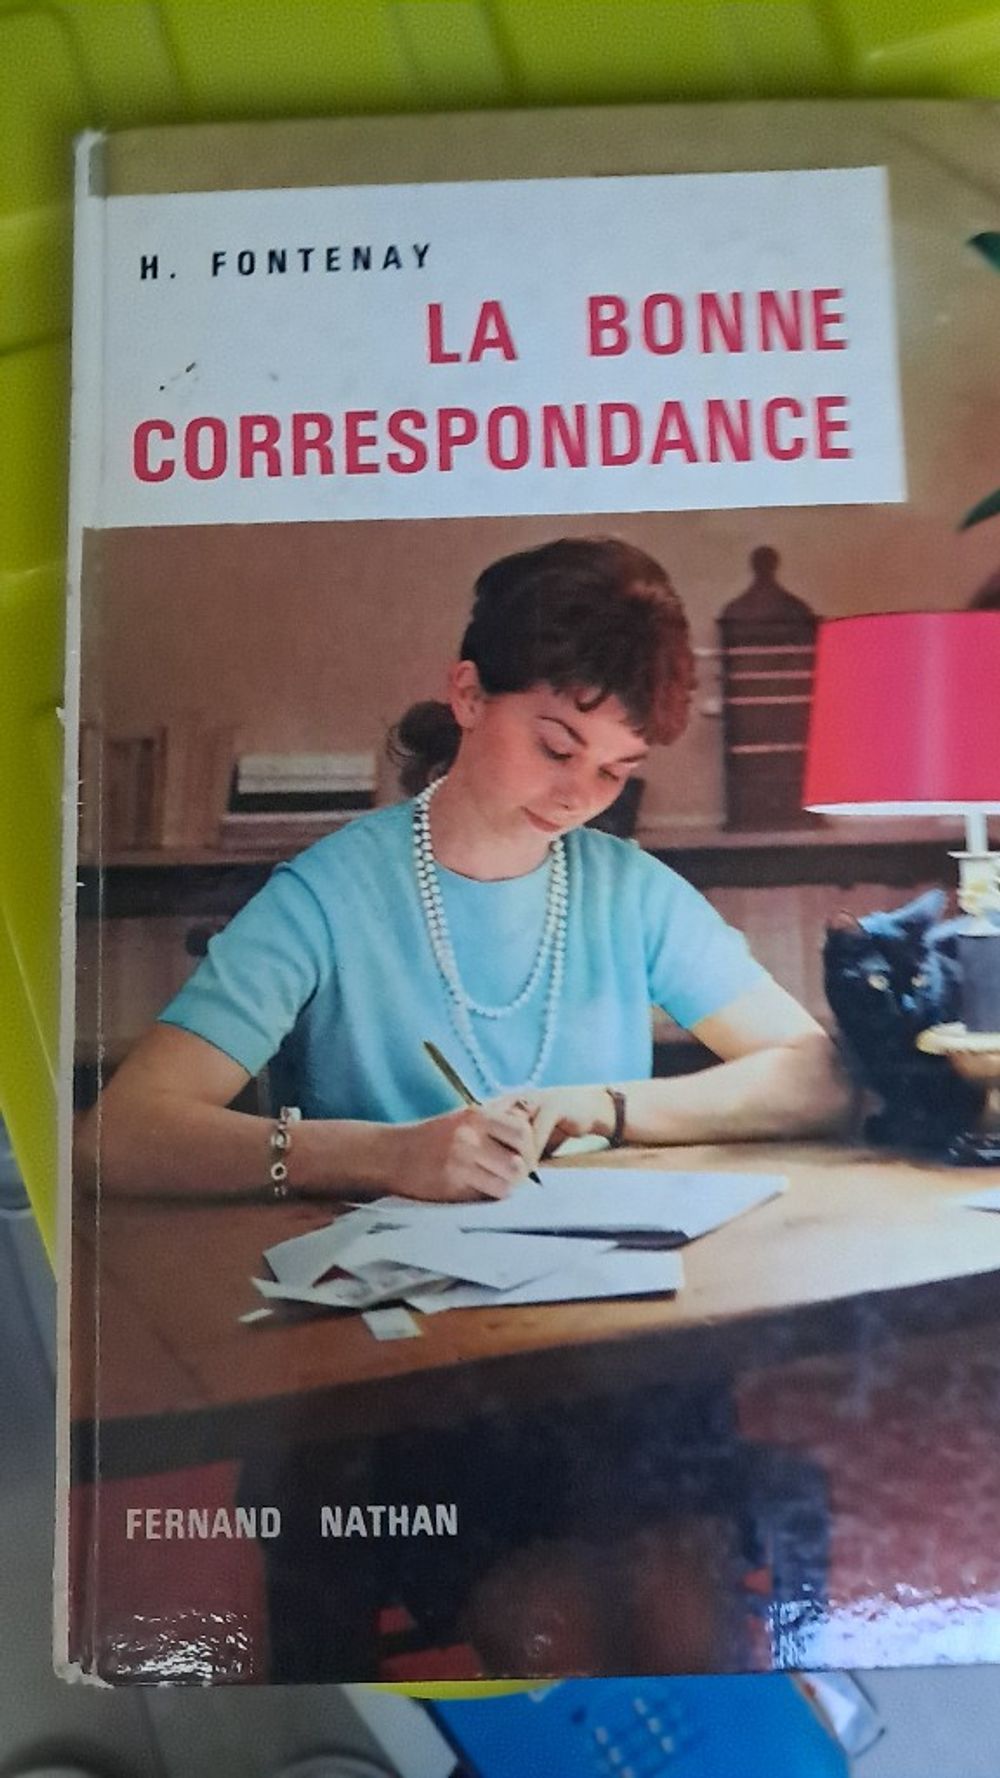 H. FONTENAY
LA BONNE
CORRESPONDANCE
FERNAND NATHAN